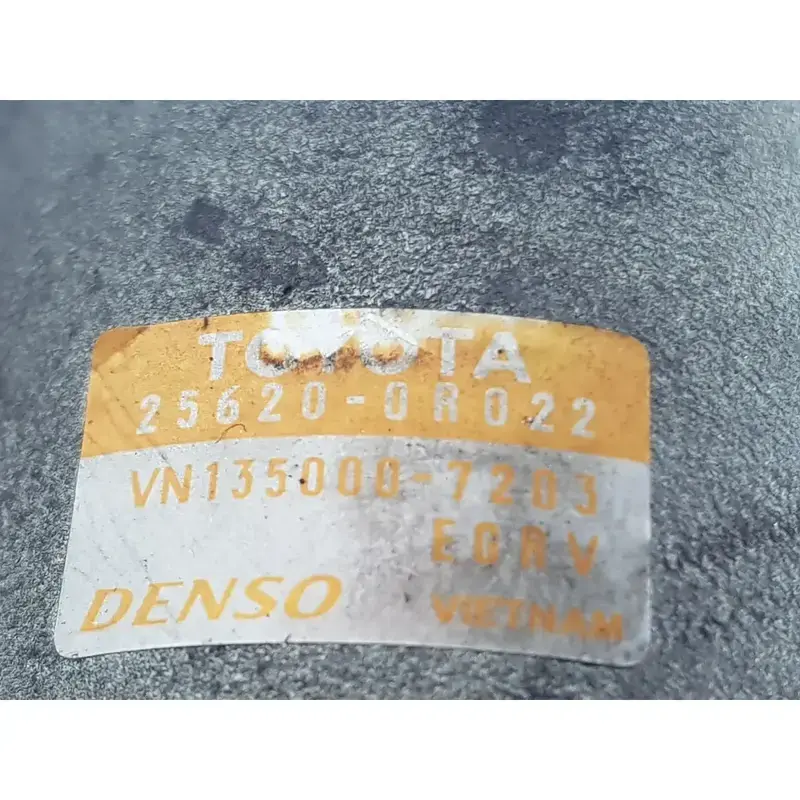 TOYOTA
25620-0R022
VN135000-7203
EGRV
DENSO VIETNAM